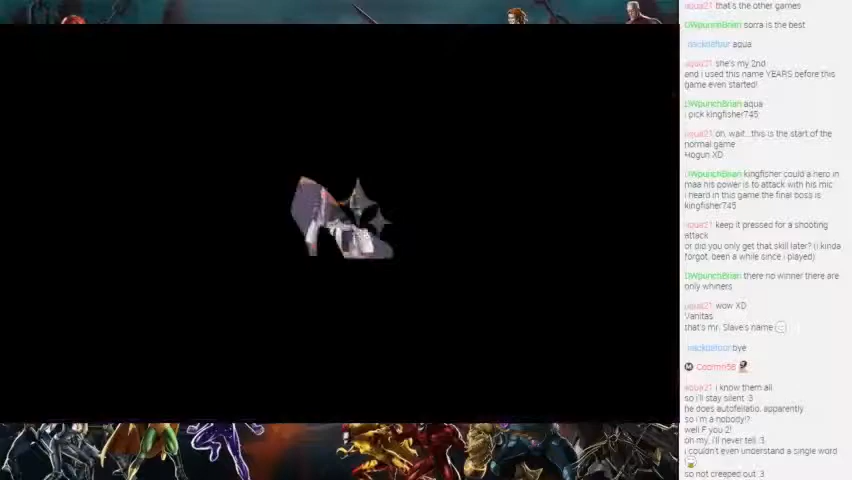 aqua21 that's the other games
DWpunchBrian sorra is the best
aqua
aqua21 she's my 2nd
and i used this name YEARS before this
game even started!
DWpunchBrian aqua
i pick kingfisher745
aqua21 oh, wait...this is the start of the
normal game
Hogun XD
DWpunchBrian kingfisher could a hero in
maa his power is to attack with his mic
i heard in this game the final boss is
kingfisher745
aqua21 keep it pressed for a shooting
attack
or did you only get that skill later? (i kinda
forgot, been a while since i played)
DWpunchBrian there no winner there are
only whiners
aqua21 wow XD
Vanitas
that's mr. Slave's name
bye
aqua21 i know them all
so i'll stay silent :3
he does autofellatio, apparently
so i'm a nobody!?
well F you 2!
oh my, i'll never tell :3
i couldn't even understand a single word
so not creeped out :3